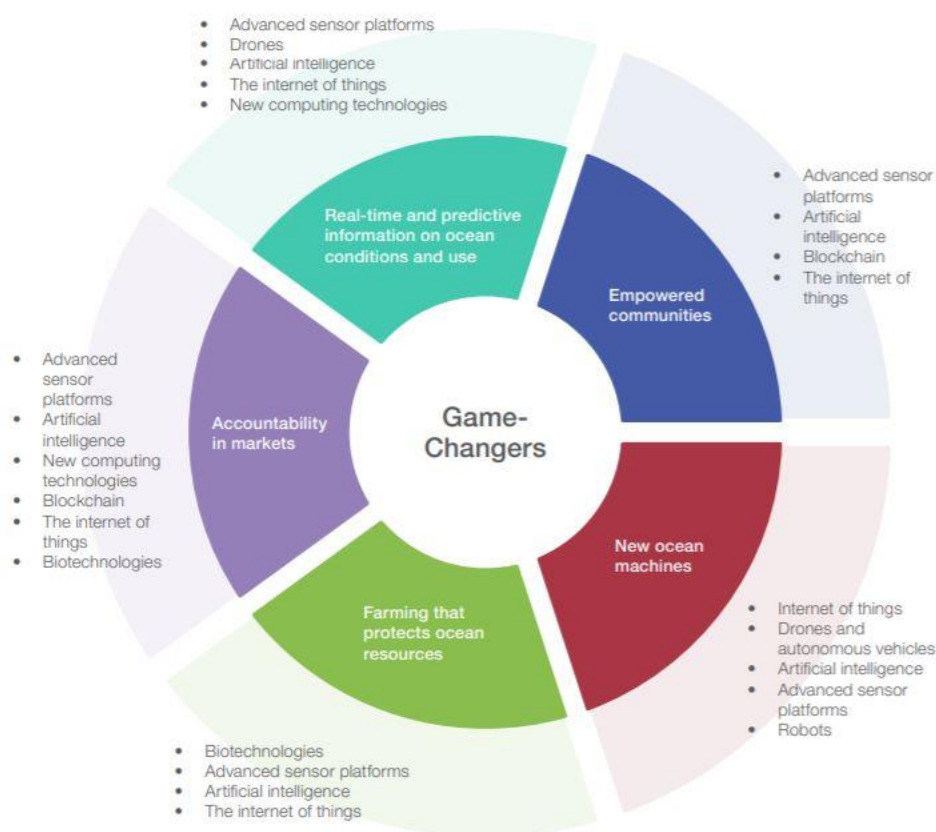 • Advanced sensor platforms
• Drones
• Artificial intelligence
• The internet of things
• New computing technologies
Real-time and predictive
information on ocean
conditions and use
• Advanced sensor
platforms
• Artificial
intelligence
• Blockchain
• The internet of
things
Empowered
communities
Game-
Changers
• Advanced
sensor
platforms
• Artificial
intelligence
• New computing
technologies
• Blockchain
• The internet of
things
• Biotechnologies
Accountability
in markets
New ocean
machines
• Internet of things
• Drones and
autonomous vehicles
• Artificial intelligence
• Advanced sensor
platforms
• Robots
Farming that
protects ocean
resources
• Biotechnologies
• Advanced sensor platforms
• Artificial intelligence
• The internet of things